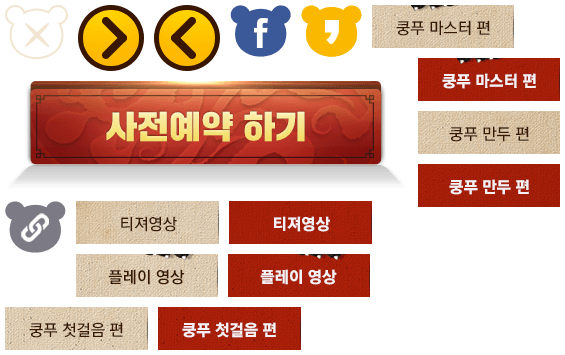 쿵푸 마스터 편
쿵푸 마스터 편
사전예약 하기
쿵푸 만두 편
쿵푸 만두 편
티져영상
티져영상
플레이 영상
플레이 영상
쿵푸 첫걸음 편
쿵푸 첫걸음 편